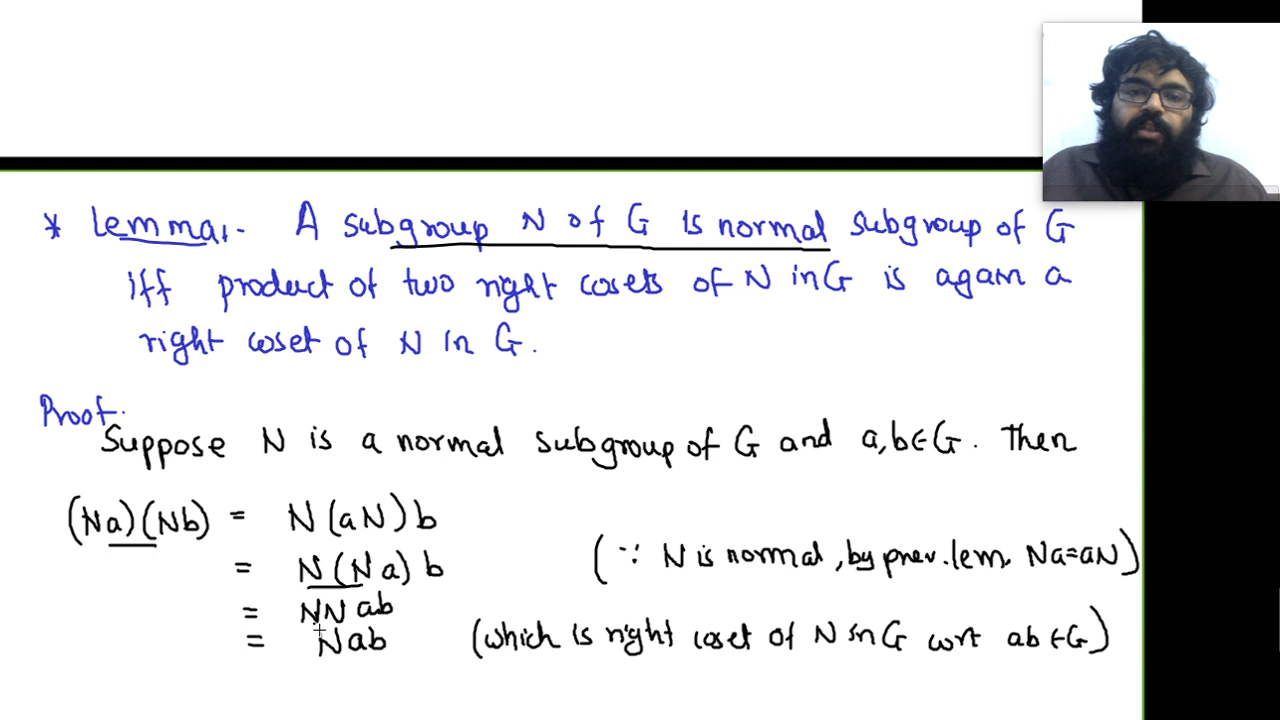 * Lemma:- A subgroup N of G is normal subgroup of G
iff product of two right cosets of N in G is again a
right coset of N in G.
Proof:
Suppose N is a normal subgroup of G and a,b∈G. Then
(Na)(Nb) = N(aN)b
= N(Na)b (∵ N is normal, by prev. lem. Na=aN)
= NNab
= Nab (which is right coset of N in G wrt ab∈G)